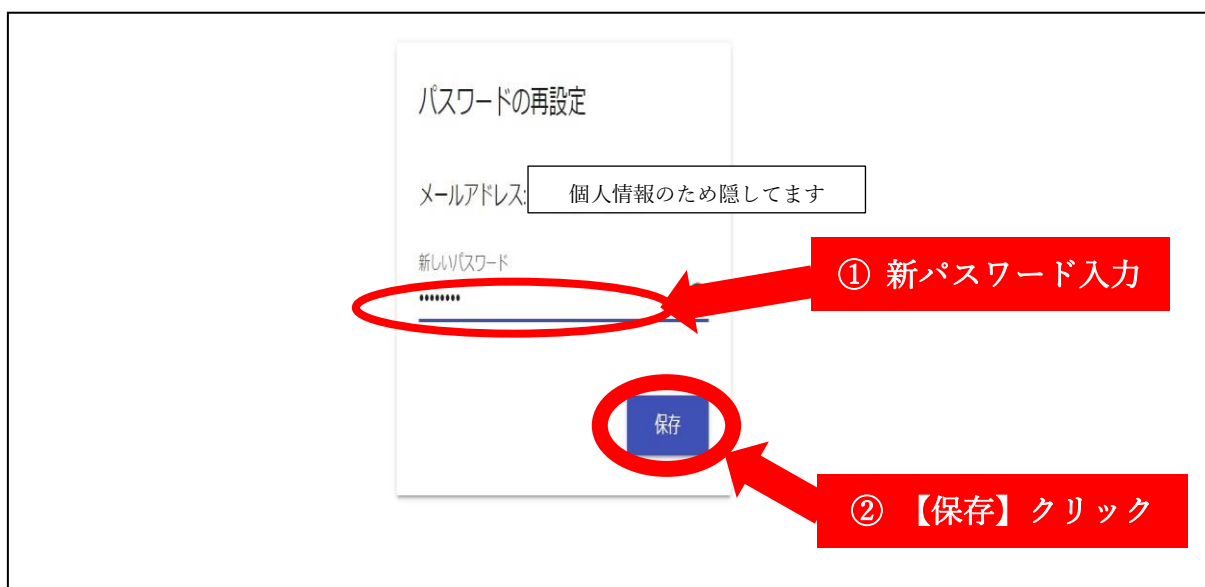 パスワードの再設定
メールアドレス:
個人情報のため隠してます
新しいパスワード
••••••••
① 新パスワード入力
保存
② 【保存】クリック